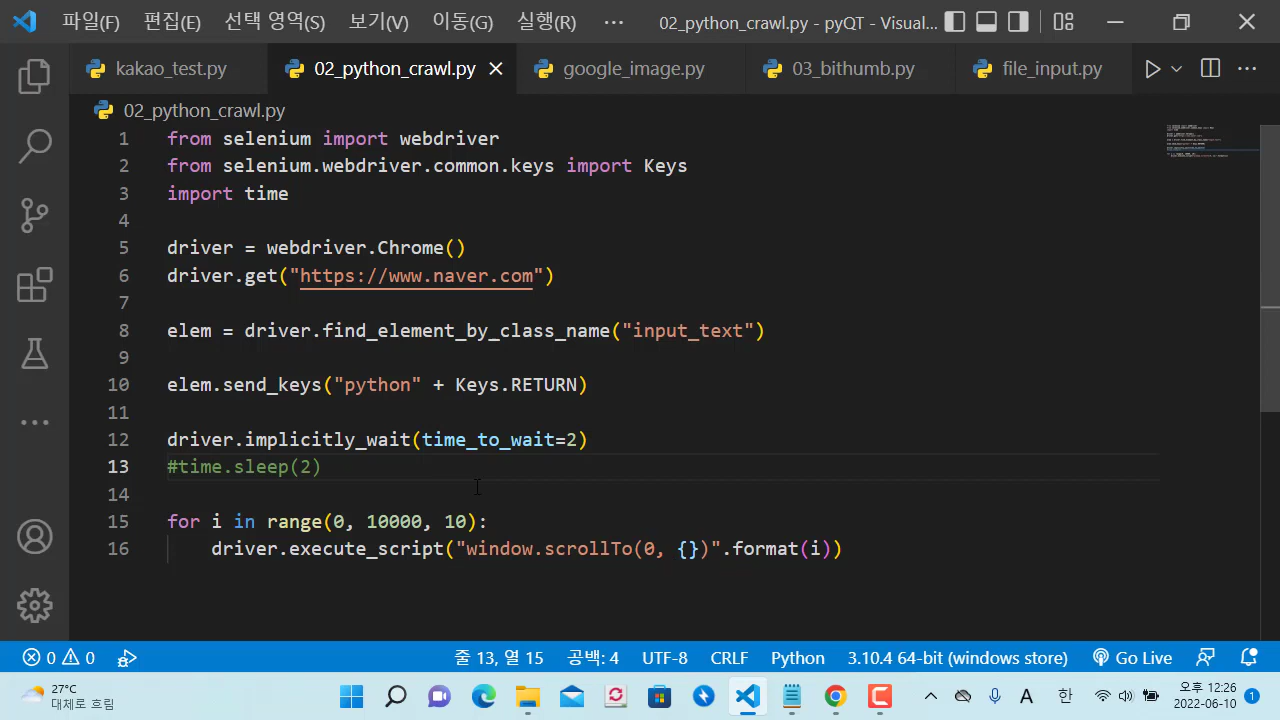 파일(F) 편집(E) 선택 영역(S) 보기(V) 이동(G) 실행(R) ··· 02_python_crawl.py - pyQT - Visual...
kakao_test.py 02_python_crawl.py google_image.py 03_bithumb.py file_input.py
02_python_crawl.py
1 from selenium import webdriver
2 from selenium.webdriver.common.keys import Keys
3 import time
4
5 driver = webdriver.Chrome()
6 driver.get("https://www.naver.com")
7
8 elem = driver.find_element_by_class_name("input_text")
9
10 elem.send_keys("python" + Keys.RETURN)
11
12 driver.implicitly_wait(time_to_wait=2)
13 #time.sleep(2)
14
15 for i in range(0, 10000, 10):
16 driver.execute_script("window.scrollTo(0, {})".format(i))
0 0 줄 13, 열 15 공백: 4 UTF-8 CRLF Python 3.10.4 64-bit (windows store) Go Live
27°C
대체로흐림
A 한
오후 12:26
2022-06-10 1